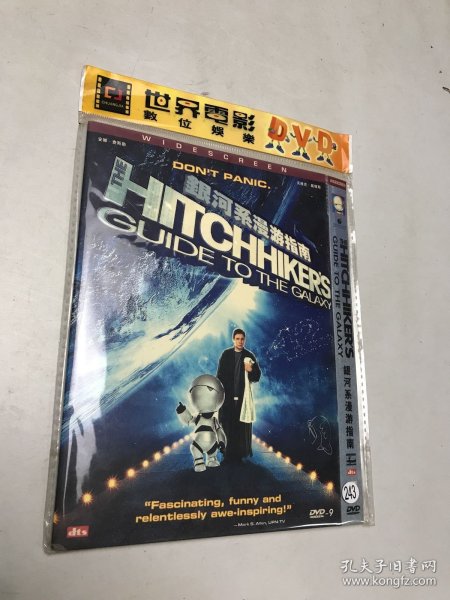 CHUANGJIA
世界電影
數位娛樂
DVD
WIDESCREEN
DON'T PANIC.
銀河系漫游指南
THE
HITCHHIKER'S
GUIDE TO THE GALAXY
"Fascinating, funny and
relentlessly awe-inspiring!"
dts
DVD-9
THE HITCHHIKER'S
GUIDE TO THE GALAXY
銀河系漫游指南
dts
243
DVD
孔夫子旧书网
www.kongfz.com